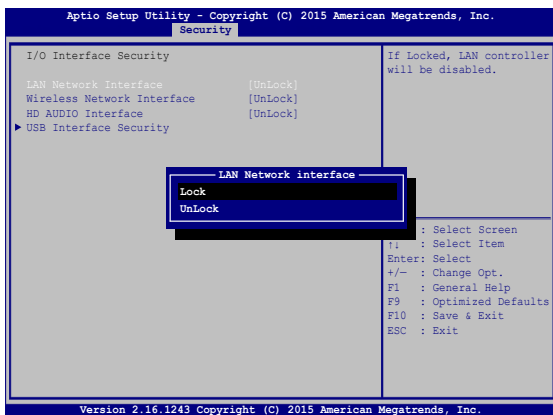 Aptio Setup Utility - Copyright (C) 2015 American Megatrends, Inc.
Security
I/O Interface Security
LAN Network Interface [UnLock]
Wireless Network Interface [UnLock]
HD AUDIO Interface [UnLock]
USB Interface Security
If Locked, LAN controller
will be disabled.
LAN Network interface
Lock
UnLock
: Select Screen
↑↓ : Select Item
Enter: Select
+/— : Change Opt.
F1 : General Help
F9 : Optimized Defaults
F10 : Save & Exit
ESC : Exit
Version 2.16.1243 Copyright (C) 2015 American Megatrends, Inc.